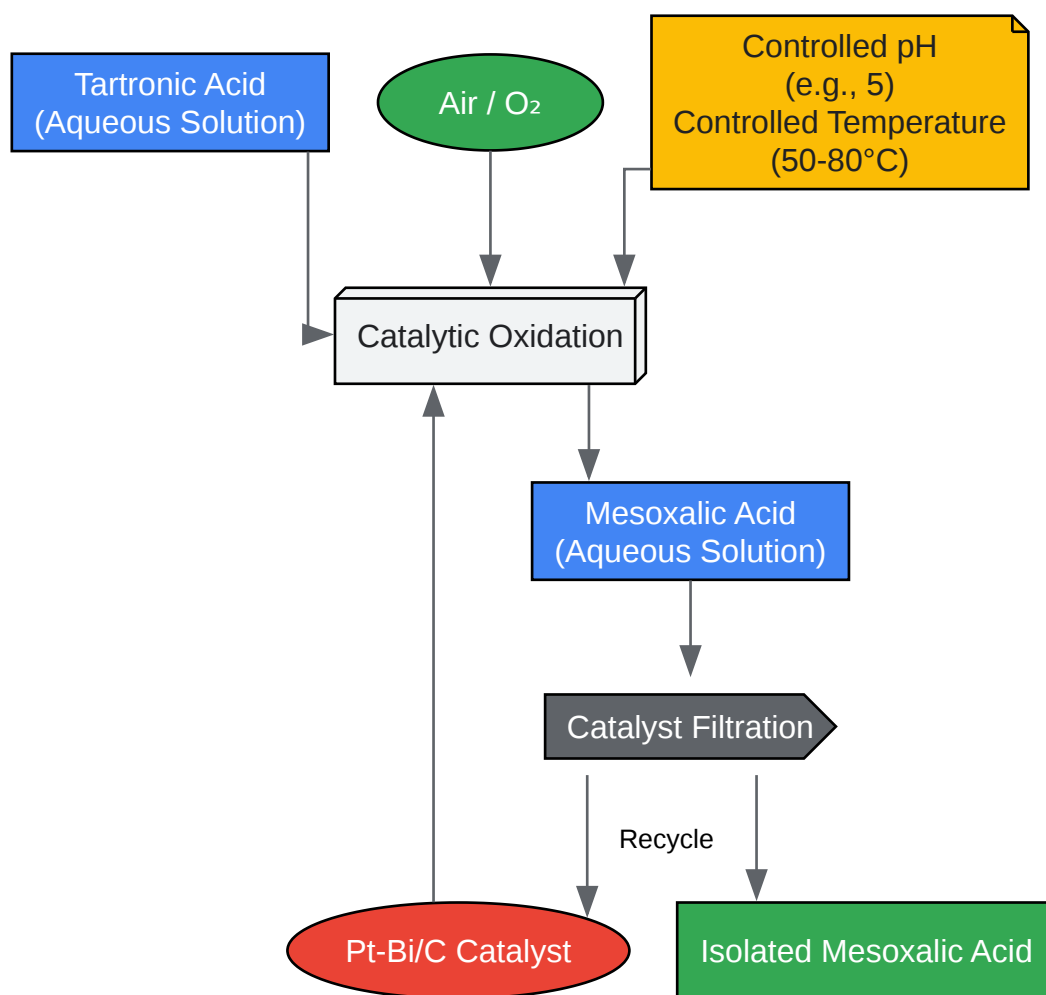 Tartronic Acid
(Aqueous Solution)
Air / O₂
Controlled pH
(e.g., 5)
Controlled Temperature
(50-80°C)
Catalytic Oxidation
Mesoxalic Acid
(Aqueous Solution)
Catalyst Filtration
Recycle
Pt-Bi/C Catalyst
Isolated Mesoxalic Acid